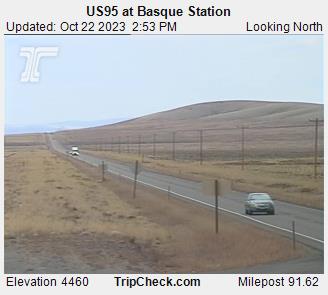 US95 at Basque Station
Updated: Oct 22 2023 2:53 PM Looking North
Elevation 4460 TripCheck.com Milepost 91.62